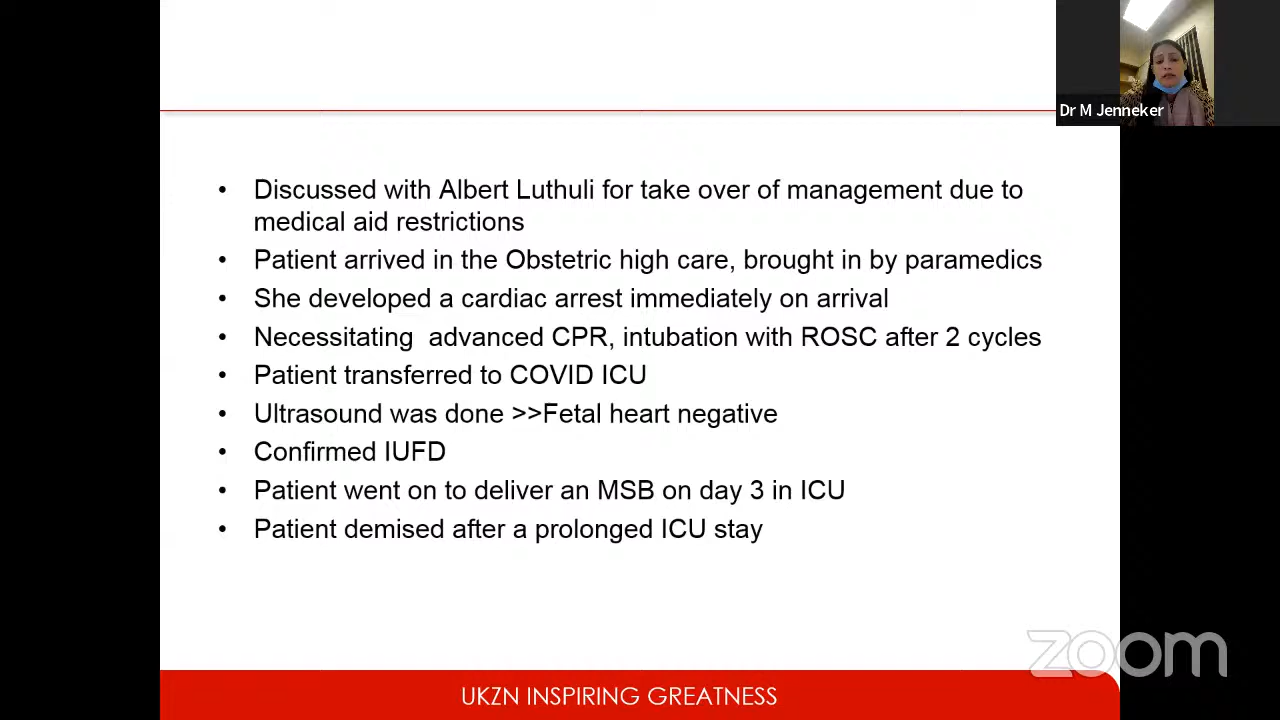 Dr M Jenneker
• Discussed with Albert Luthuli for take over of management due to
medical aid restrictions
• Patient arrived in the Obstetric high care, brought in by paramedics
• She developed a cardiac arrest immediately on arrival
• Necessitating  advanced CPR, intubation with ROSC after 2 cycles
• Patient transferred to COVID ICU
• Ultrasound was done >>Fetal heart negative
• Confirmed IUFD
• Patient went on to deliver an MSB on day 3 in ICU
• Patient demised after a prolonged ICU stay
zoom
UKZN INSPIRING GREATNESS